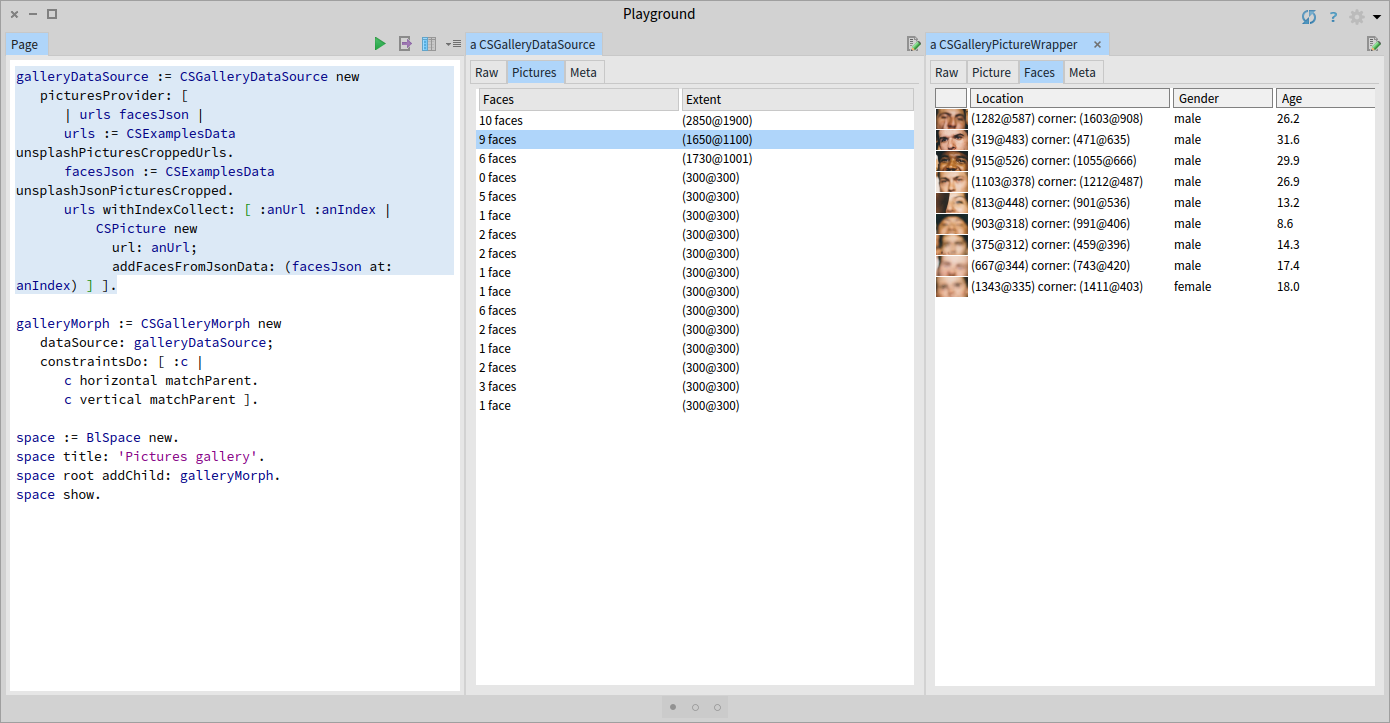 Playground
?
Page
galleryDataSource := CSGalleryDataSource new
picturesProvider: [
| urls facesJson |
urls := CSExamplesData
unsplashPicturesCroppedUrls.
facesJson := CSExamplesData
unsplashJsonPicturesCropped.
urls withIndexCollect: [ :anUrl :anIndex |
CSPicture new
url: anUrl;
addFacesFromJsonData: (facesJson at:
anIndex) ] ].
galleryMorph := CSGalleryMorph new
dataSource: galleryDataSource;
constraintsDo: [ :c |
c horizontal matchParent.
c vertical matchParent ].
space := BlSpace new.
space title: 'Pictures gallery'.
space root addChild: galleryMorph.
space show.
a CSGalleryDataSource
Raw Pictures Meta
Faces Extent
10 faces (2850@1900)
9 faces (1650@1100)
6 faces (1730@1001)
0 faces (300@300)
5 faces (300@300)
1 face (300@300)
2 faces (300@300)
2 faces (300@300)
1 face (300@300)
1 face (300@300)
6 faces (300@300)
2 faces (300@300)
1 face (300@300)
2 faces (300@300)
3 faces (300@300)
1 face (300@300)
a CSGalleryPictureWrapper
Raw Picture Faces Meta
Location Gender Age
(1282@587) corner: (1603@908) male 26.2
(319@483) corner: (471@635) male 31.6
(915@526) corner: (1055@666) male 29.9
(1103@378) corner: (1212@487) male 26.9
(813@448) corner: (901@536) male 13.2
(903@318) corner: (991@406) male 8.6
(375@312) corner: (459@396) male 14.3
(667@344) corner: (743@420) male 17.4
(1343@335) corner: (1411@403) female 18.0